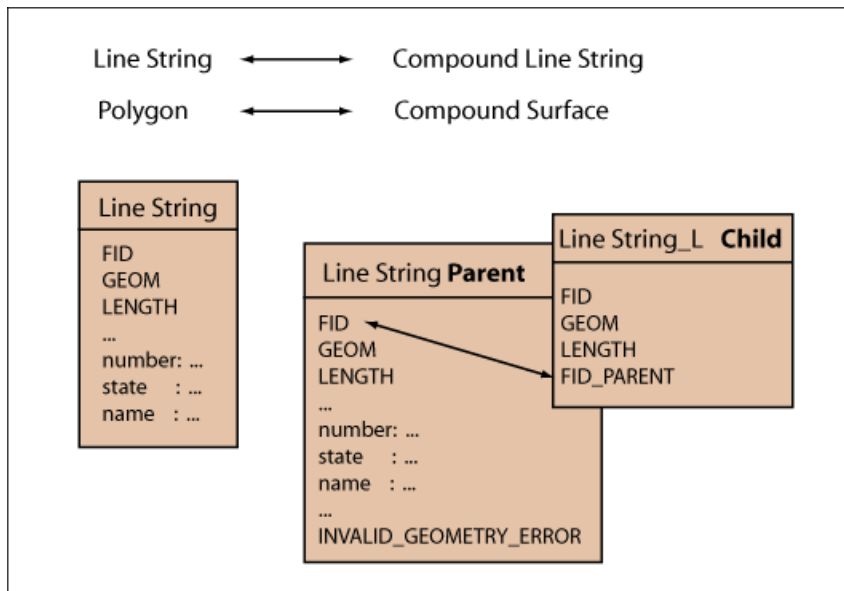 Line String Compound Line String
Polygon Compound Surface
Line String
FID
GEOM
LENGTH
...
number: ...
state : ...
name : ...
Line String Parent
FID
GEOM
LENGTH
...
number: ...
state : ...
name : ...
...
INVALID_GEOMETRY_ERROR
Line String_L Child
FID
GEOM
LENGTH
FID_PARENT